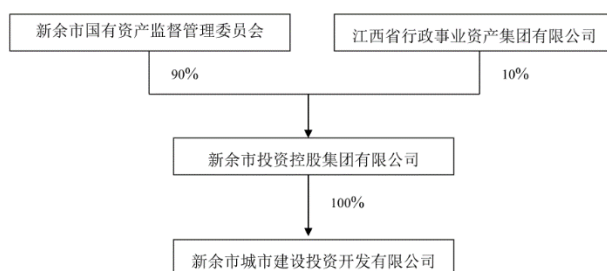 新余市国有资产监督管理委员会
江西省行政事业资产集团有限公司
90%
10%
新余市投资控股集团有限公司
100%
新余市城市建设投资开发有限公司